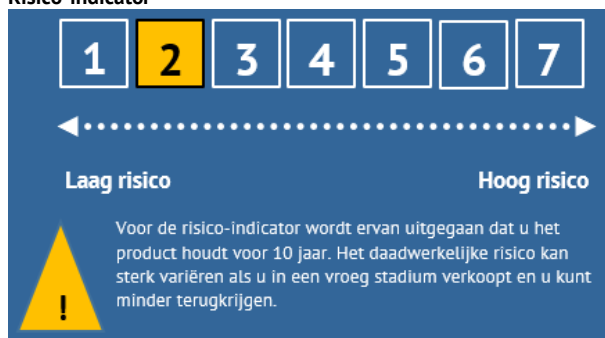 Risico-indicator
1 2 3 4 5 6 7
Laag risico Hoog risico
Voor de risico-indicator wordt ervan uitgegaan dat u het
product houdt voor 10 jaar. Het daadwerkelijke risico kan
sterk variëren als u in een vroeg stadium verkoopt en u kunt
minder terugkrijgen.
!